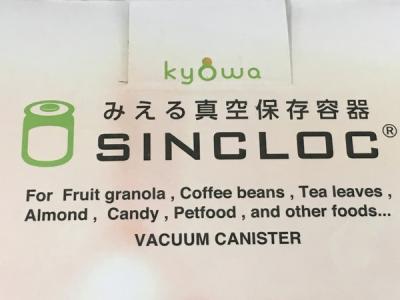 kyowa
みえる真空保存容器
SINCLOC®
For Fruit granola , Coffee beans , Tea leaves ,
Almond , Candy , Petfood , and other foods...
VACUUM CANISTER